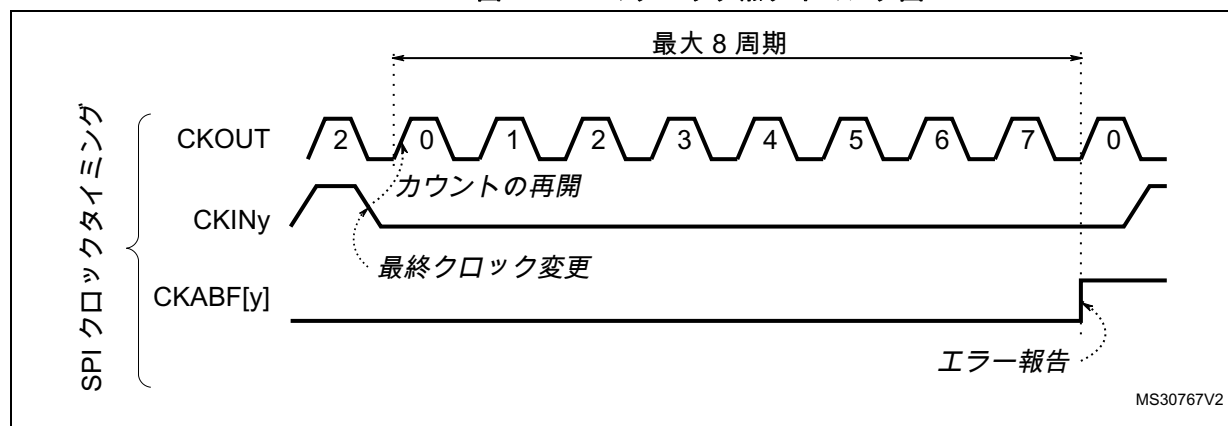 最大 8 周期
SPI クロックタイミング
CKOUT
2 0 1 2 3 4 5 6 7 0
カウントの再開
CKINy
最終クロック変更
CKABF[y]
エラー報告
MS30767V2